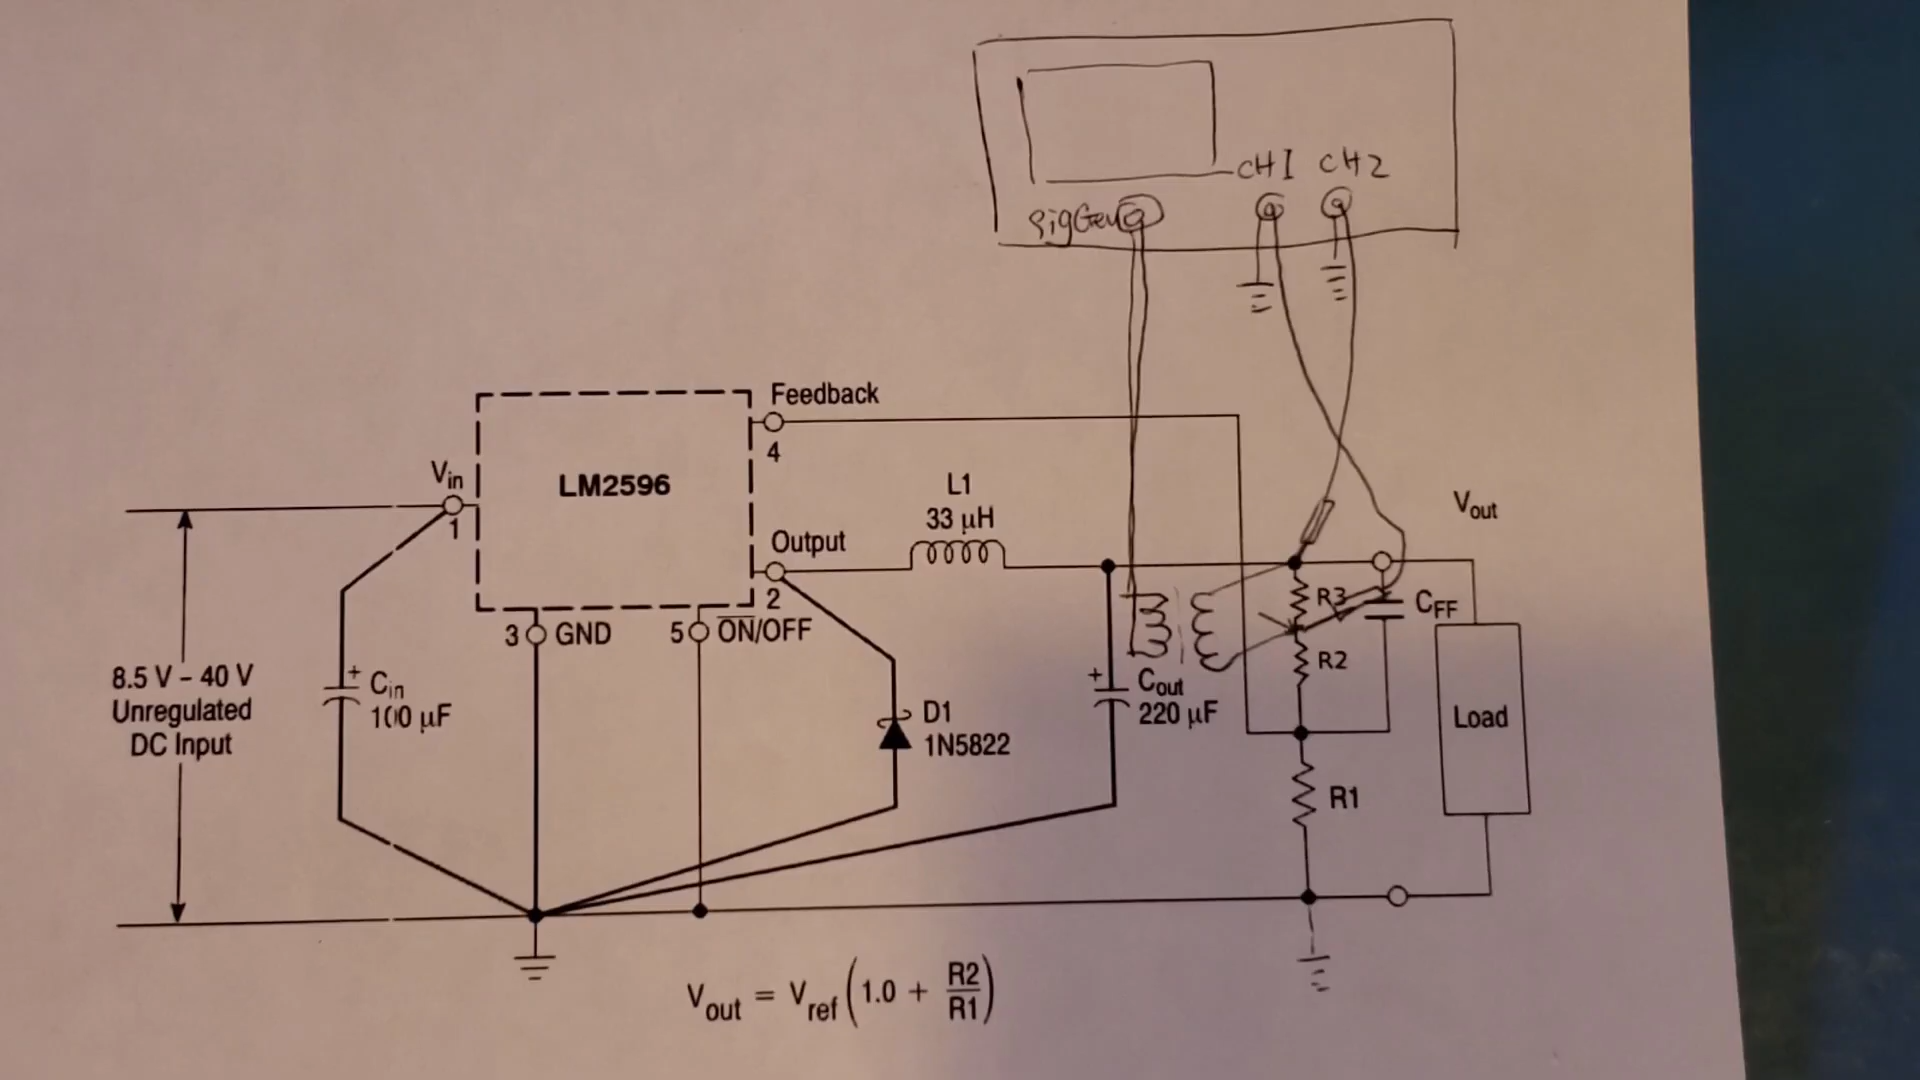 CH1 CH2
SigGen
Feedback
4
Vin
1
LM2596
L1
33 µH
Output
2
Vout
3 GND
5 ON/OFF
R3
CFF
R2
8.5 V – 40 V
Unregulated
DC Input
+
Cin
100 µF
+
Cout
220 µF
D1
1N5822
Load
R1
Vout = Vref (1.0 + R2/R1)